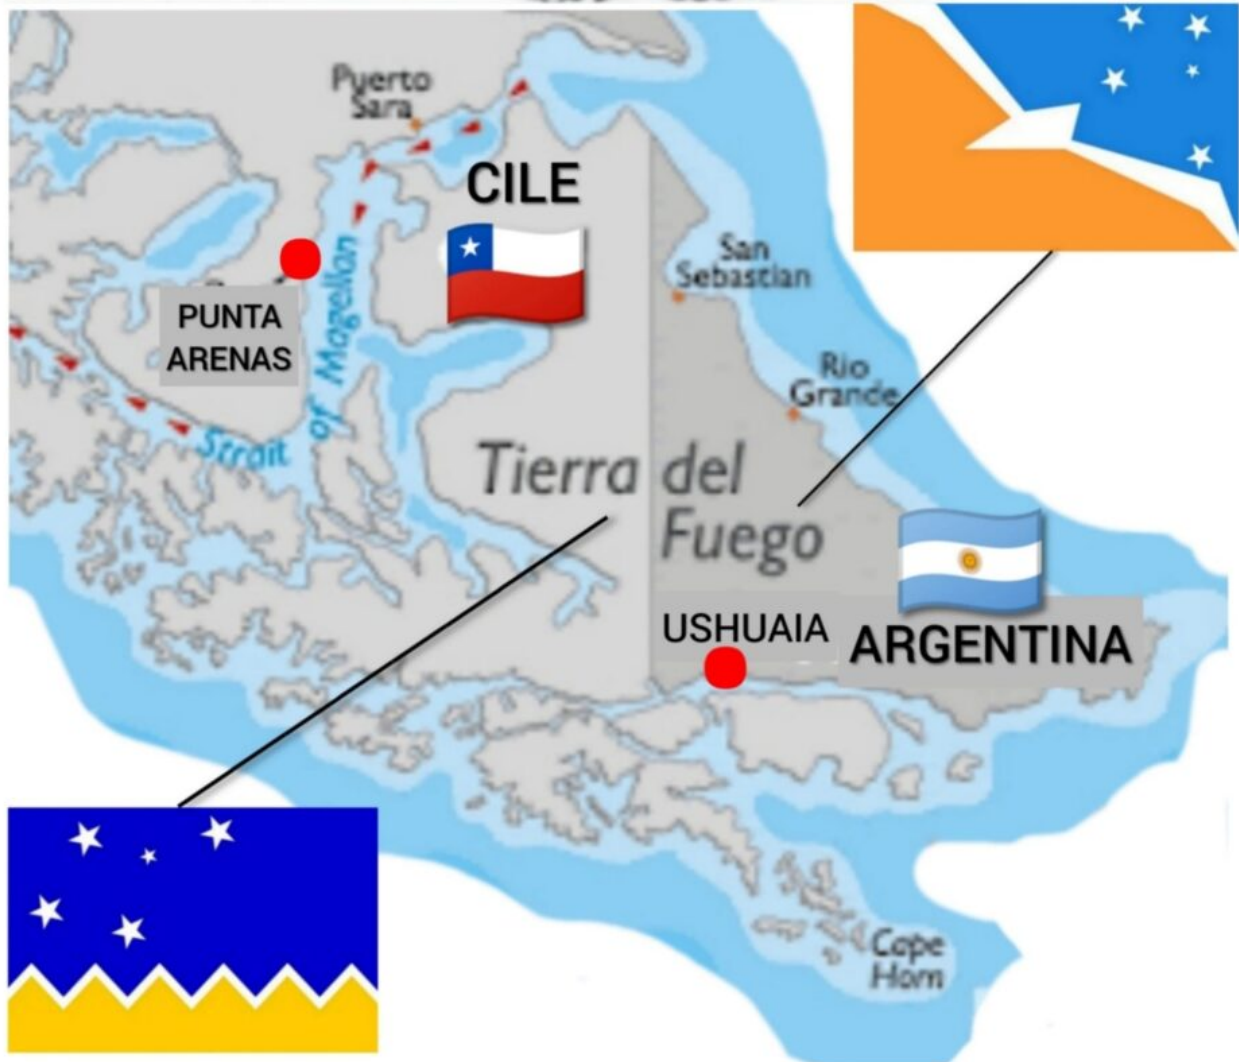 Puerto
Sara
CILE
San
Sebastian
PUNTA
ARENAS
Strait of Magellan
Rio
Grande
Tierra del
Fuego
USHUAIA
ARGENTINA
Cape
Horn